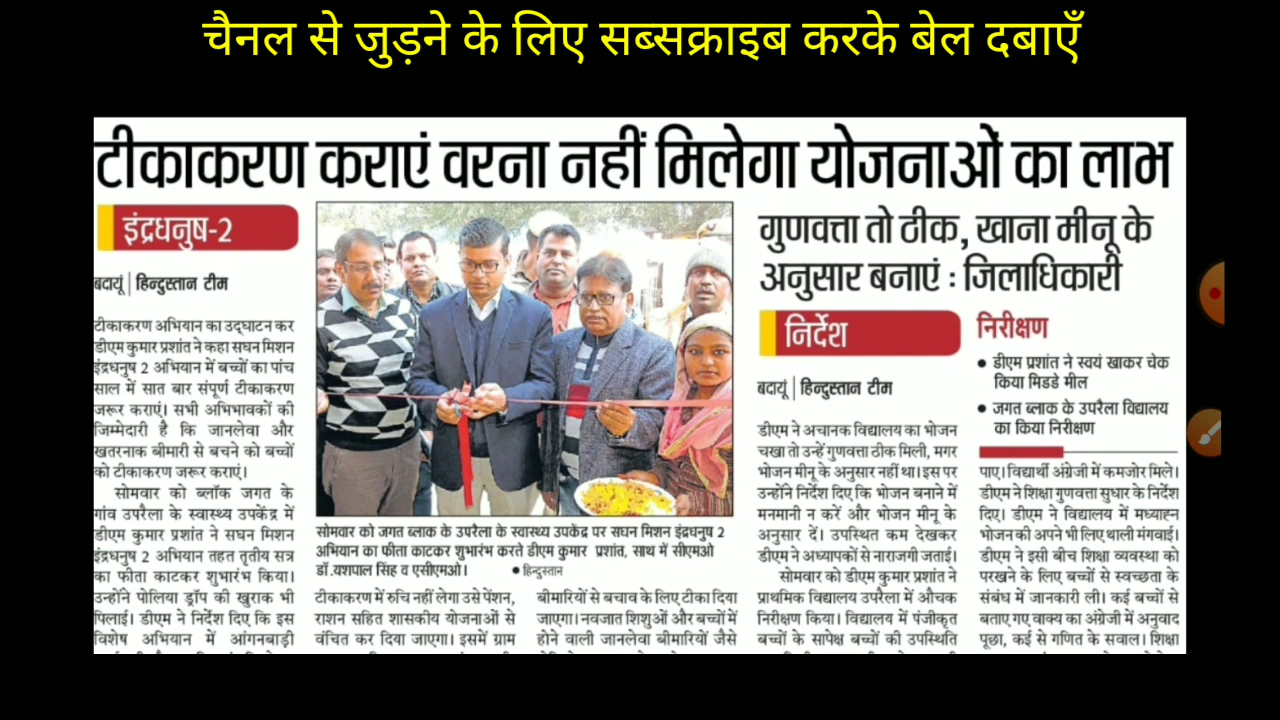 चैनल से जुड़ने के लिए सब्सक्राइब करके बेल दबाएँ
टीकाकरण कराएं वरना नहीं मिलेगा योजनाओं का लाभ
इंद्रधनुष-2
बदायूं | हिन्दुस्तान टीम
टीकाकरण अभियान का उद्घाटन कर
डीएम कुमार प्रशांत ने कहा सघन मिशन
इंद्रधनुष 2 अभियान में बच्चों का पांच
साल में सात बार संपूर्ण टीकाकरण
जरूर कराएं। सभी अभिभावकों की
जिम्मेदारी है कि जानलेवा और
खतरनाक बीमारी से बचने को बच्चों
को टीकाकरण जरूर कराएं।
सोमवार को ब्लॉक जगत के
गांव उपरैला के स्वास्थ्य उपकेंद्र में
डीएम कुमार प्रशांत ने सघन मिशन
इंद्रधनुष 2 अभियान तहत तृतीय सत्र
का फीता काटकर शुभारंभ किया।
उन्होंने पोलिया ड्रॉप की खुराक भी
पिलाई। डीएम ने निर्देश दिए कि इस
विशेष अभियान में आंगनबाड़ी
सोमवार को जगत ब्लाक के उपरैला के स्वास्थ्य उपकेंद्र पर सघन मिशन इंद्रधनुष 2
अभियान का फीता काटकर शुभारंभ करते डीएम कुमार प्रशांत, साथ में सीएमओ
डॉ.यशपाल सिंह व एसीएमओ। ● हिन्दुस्तान
टीकाकरण में रुचि नहीं लेगा उसे पेंशन,
राशन सहित शासकीय योजनाओं से
वंचित कर दिया जाएगा। इसमें ग्राम
बीमारियों से बचाव के लिए टीका दिया
जाएगा। नवजात शिशुओं और बच्चों में
होने वाली जानलेवा बीमारियों जैसे
गुणवत्ता तो ठीक, खाना मीनू के
अनुसार बनाएं : जिलाधिकारी
निर्देश
बदायूं | हिन्दुस्तान टीम
डीएम ने अचानक विद्यालय का भोजन
चखा तो उन्हें गुणवत्ता ठीक मिली, मगर
भोजन मीनू के अनुसार नहीं था। इस पर
उन्होंने निर्देश दिए कि भोजन बनाने में
मनमानी न करें और भोजन मीनू के
अनुसार दें। उपस्थित कम देखकर
डीएम ने अध्यापकों से नाराजगी जताई।
सोमवार को डीएम कुमार प्रशांत ने
प्राथमिक विद्यालय उपरैला में औचक
निरीक्षण किया। विद्यालय में पंजीकृत
बच्चों के सापेक्ष बच्चों की उपस्थिति
निरीक्षण
● डीएम प्रशांत ने स्वयं खाकर चेक
किया मिडडे मील
● जगत ब्लाक के उपरैला विद्यालय
का किया निरीक्षण
पाए। विद्यार्थी अंग्रेजी में कमजोर मिले।
डीएम ने शिक्षा गुणवत्ता सुधार के निर्देश
दिए। डीएम ने विद्यालय में मध्याह्न
भोजन की अपने भी लिए थाली मंगवाई।
डीएम ने इसी बीच शिक्षा व्यवस्था को
परखने के लिए बच्चों से स्वच्छता के
संबंध में जानकारी ली। कई बच्चों से
बताए गए वाक्य का अंग्रेजी में अनुवाद
पूछा, कई से गणित के सवाल। शिक्षा